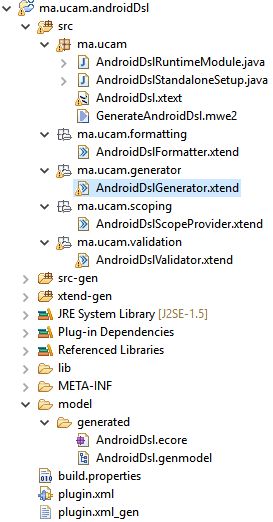 ma.ucam.androidDsl
src
ma.ucam
AndroidDslRuntimeModule.java
AndroidDslStandaloneSetup.java
AndroidDsl.xtext
GenerateAndroidDsl.mwe2
ma.ucam.formatting
AndroidDslFormatter.xtend
ma.ucam.generator
AndroidDslGenerator.xtend
ma.ucam.scoping
AndroidDslScopeProvider.xtend
ma.ucam.validation
AndroidDslValidator.xtend
src-gen
xtend-gen
JRE System Library [J2SE-1.5]
Plug-in Dependencies
Referenced Libraries
lib
META-INF
model
generated
AndroidDsl.ecore
AndroidDsl.genmodel
build.properties
plugin.xml
plugin.xml_gen